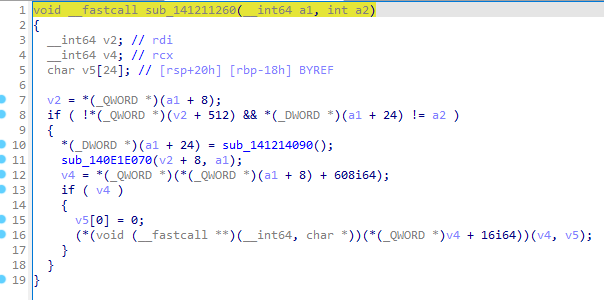 1 void __fastcall sub_141211260(__int64 a1, int a2)
2 {
3 __int64 v2; // rdi
4 __int64 v4; // rcx
5 char v5[24]; // [rsp+20h] [rbp-18h] BYREF
6
7 v2 = *(_QWORD *)(a1 + 8);
8 if ( !*(_QWORD *)(v2 + 512) && *(_DWORD *)(a1 + 24) != a2 )
9 {
10 *(_DWORD *)(a1 + 24) = sub_141214090();
11 sub_140E1E070(v2 + 8, a1);
12 v4 = *(_QWORD *)(*(_QWORD *)(a1 + 8) + 608i64);
13 if ( v4 )
14 {
15 v5[0] = 0;
16 (*(void (__fastcall **)(__int64, char *))(*(_QWORD *)v4 + 16i64))(v4, v5);
17 }
18 }
19 }